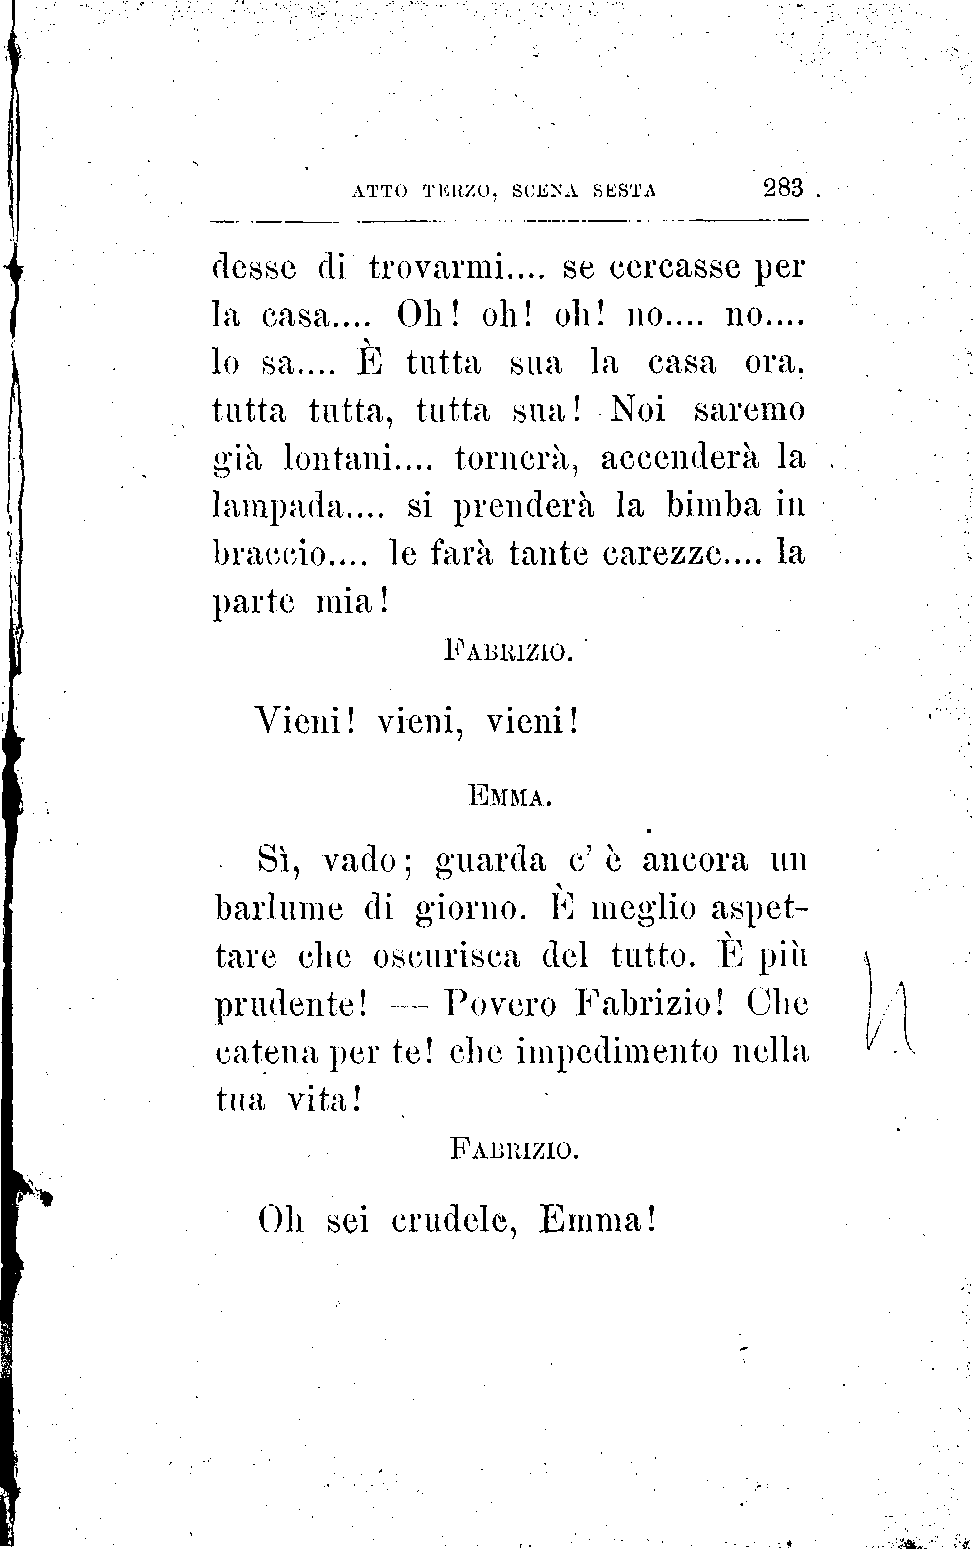 ATTO TERZO, SCENA SESTA 283
desse di trovarmi.... se cercasse per
la casa.... Oh! oh! oh! no.... no....
lo sa.... È tutta sua la casa ora,
tutta tutta, tutta sua! Noi saremo
già lontani.... tornerà, accenderà la
lampada.... si prenderà la bimba in
braccio.... le farà tante carezze.... la
parte mia!
FABRIZIO.
Vieni! vieni, vieni!
EMMA.
Sì, vado; guarda c' è ancora un
barlume di giorno. È meglio aspet-
tare che oscurisca del tutto. È più
prudente! — Povero Fabrizio! Che
catena per te! che impedimento nella
tua vita!
FABRIZIO.
Oh sei crudele, Emma!